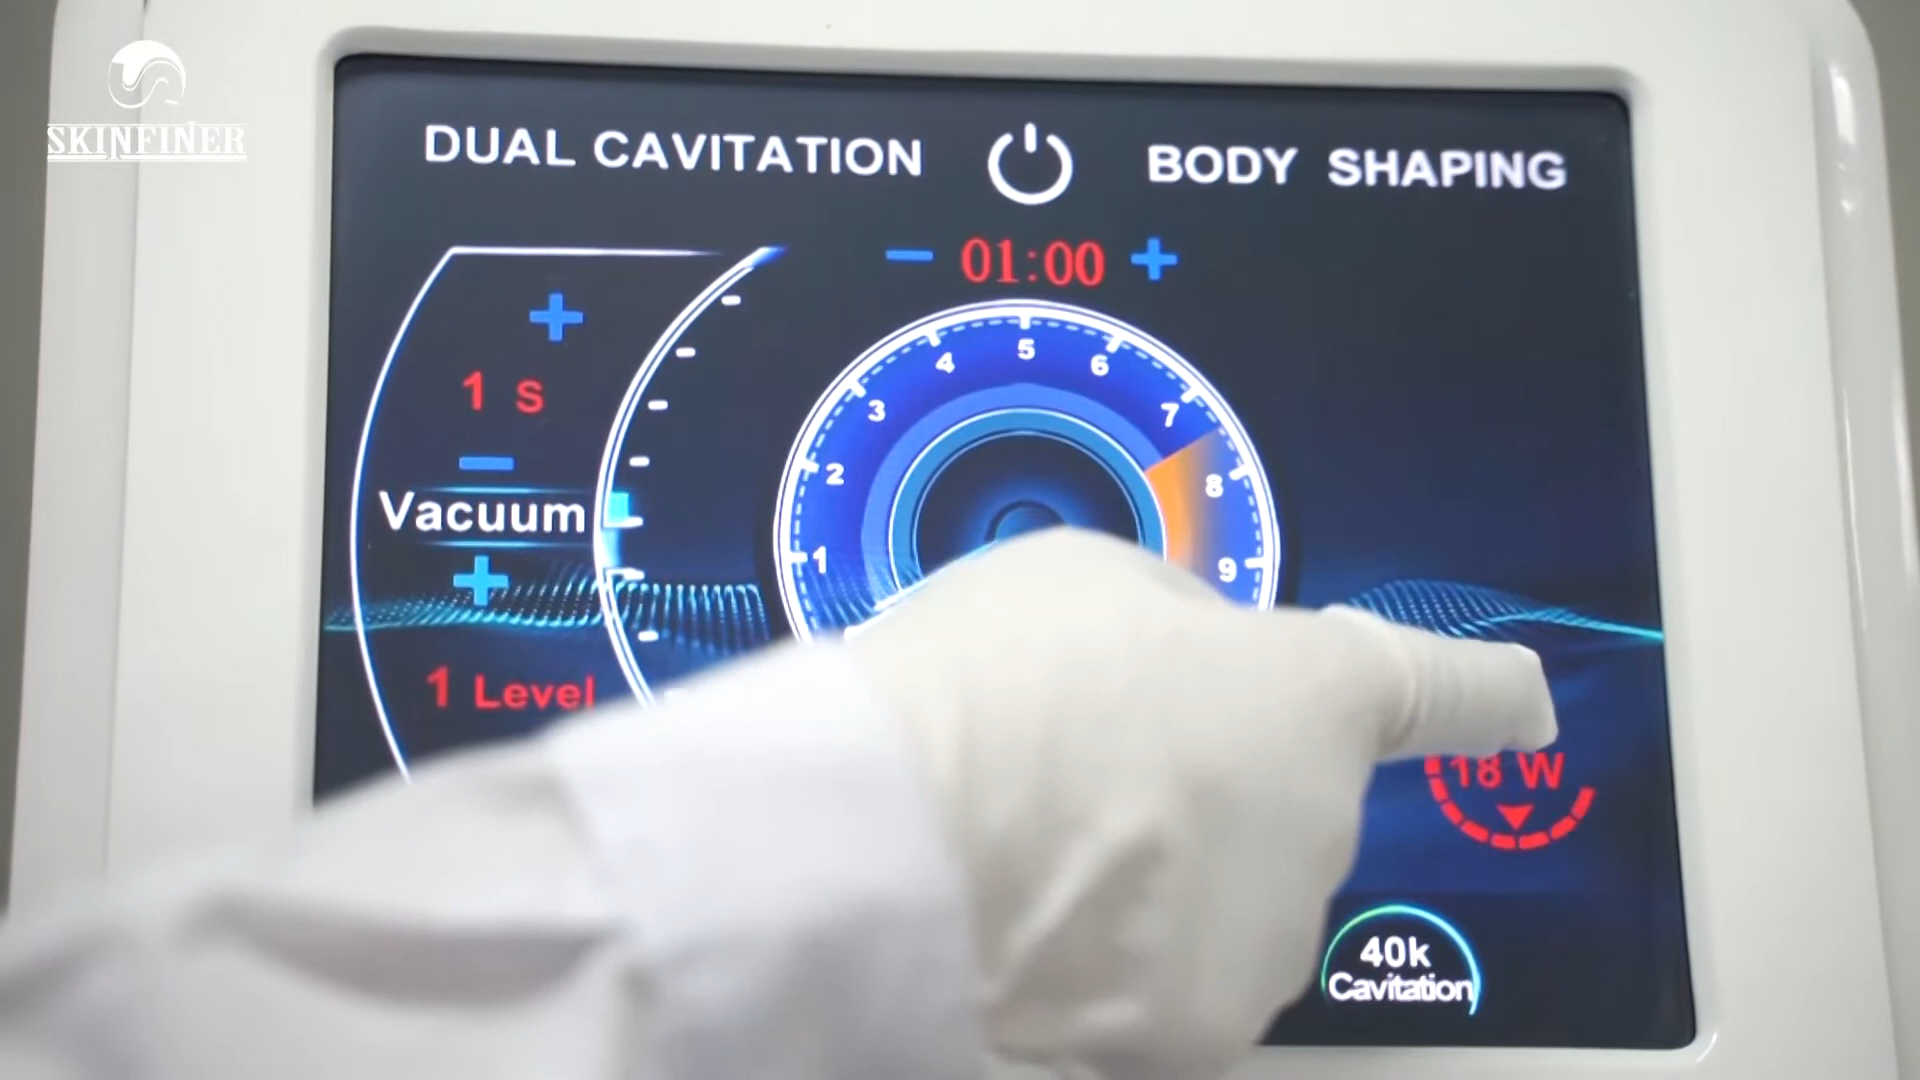 SKINFINER
DUAL CAVITATION
BODY SHAPING
- 01:00 +
+
1 S
-
Vacuum
+
1 Level
1
2
3
4
5
6
7
8
9
18 W
40k
Cavitation